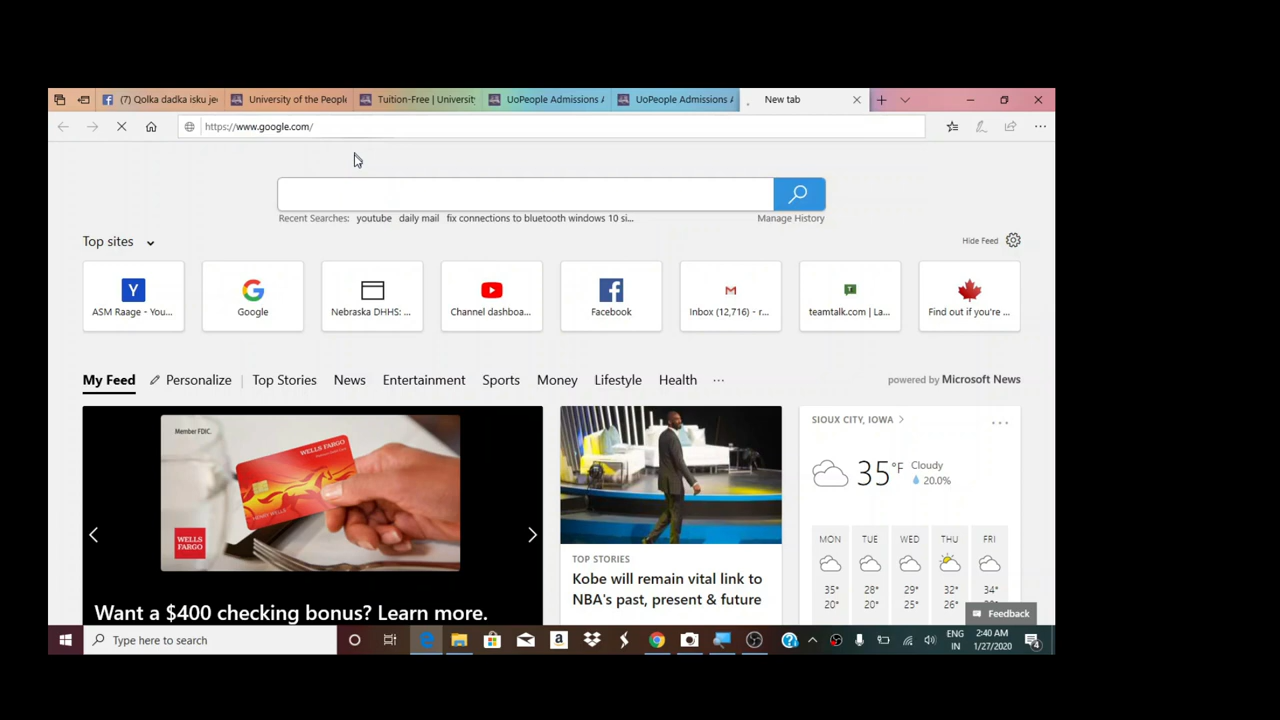 (7) Qolka dadka isku je
University of the People
Tuition-Free | University
UoPeople Admissions A
UoPeople Admissions A
New tab
https://www.google.com/
Recent Searches: youtube daily mail fix connections to bluetooth windows 10 si...
Manage History
Top sites
Hide Feed
Y
ASM Raage - You...
Google
Nebraska DHHS: ...
Channel dashboa...
Facebook
Inbox (12,716) - r...
teamtalk.com | La...
Find out if you're ...
My Feed
Personalize
Top Stories
News
Entertainment
Sports
Money
Lifestyle
Health
...
powered by Microsoft News
Member FDIC.
WELLS FARGO
WELLS FARGO
Want a $400 checking bonus? Learn more.
TOP STORIES
Kobe will remain vital link to
NBA's past, present & future
SIOUX CITY, IOWA
35°F
Cloudy
20.0%
MON TUE WED THU FRI
35° 28° 29° 32° 34°
20° 20° 25° 26° 20°
Feedback
Type here to search
ENG
IN
2:40 AM
1/27/2020
4